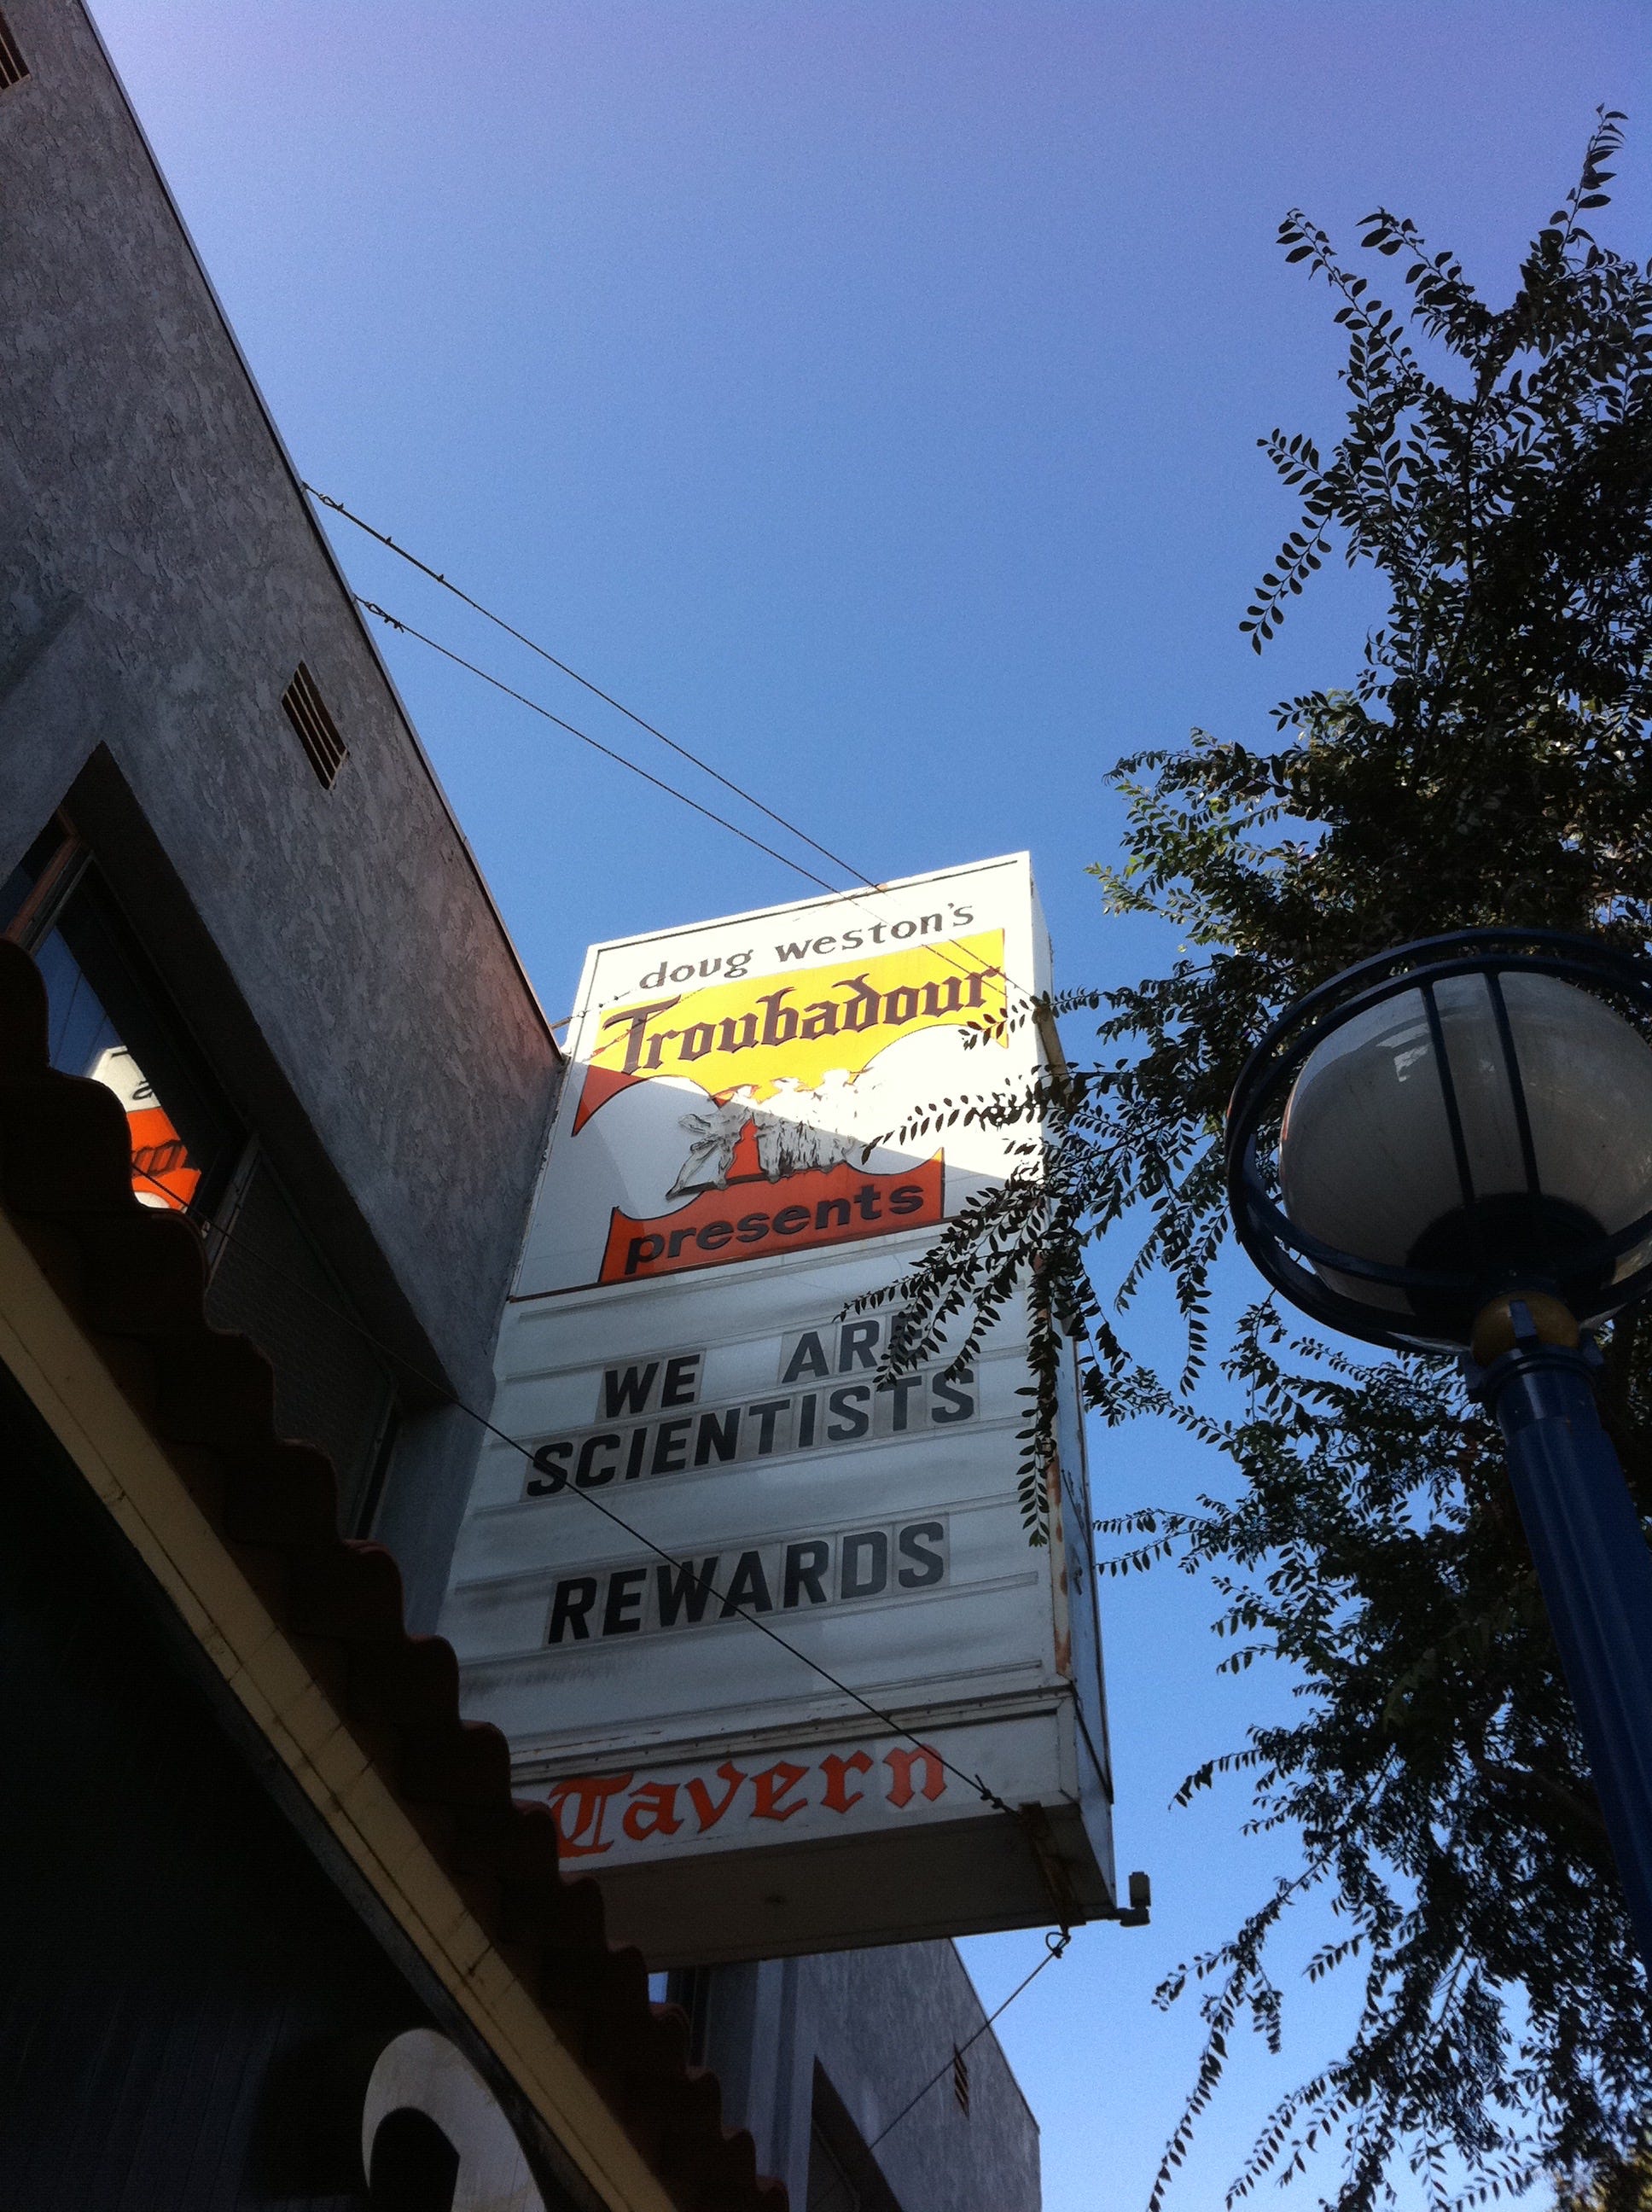 doug weston's
Troubadour
presents
WE ARE
SCIENTISTS
REWARDS
Tavern